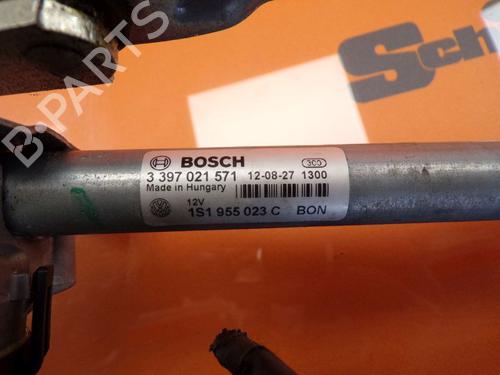 Sch
B-PARTS
BOSCH
3 397 021 571 12-08-27 1300
Made in Hungary
12V
1S1 955 023 C BON